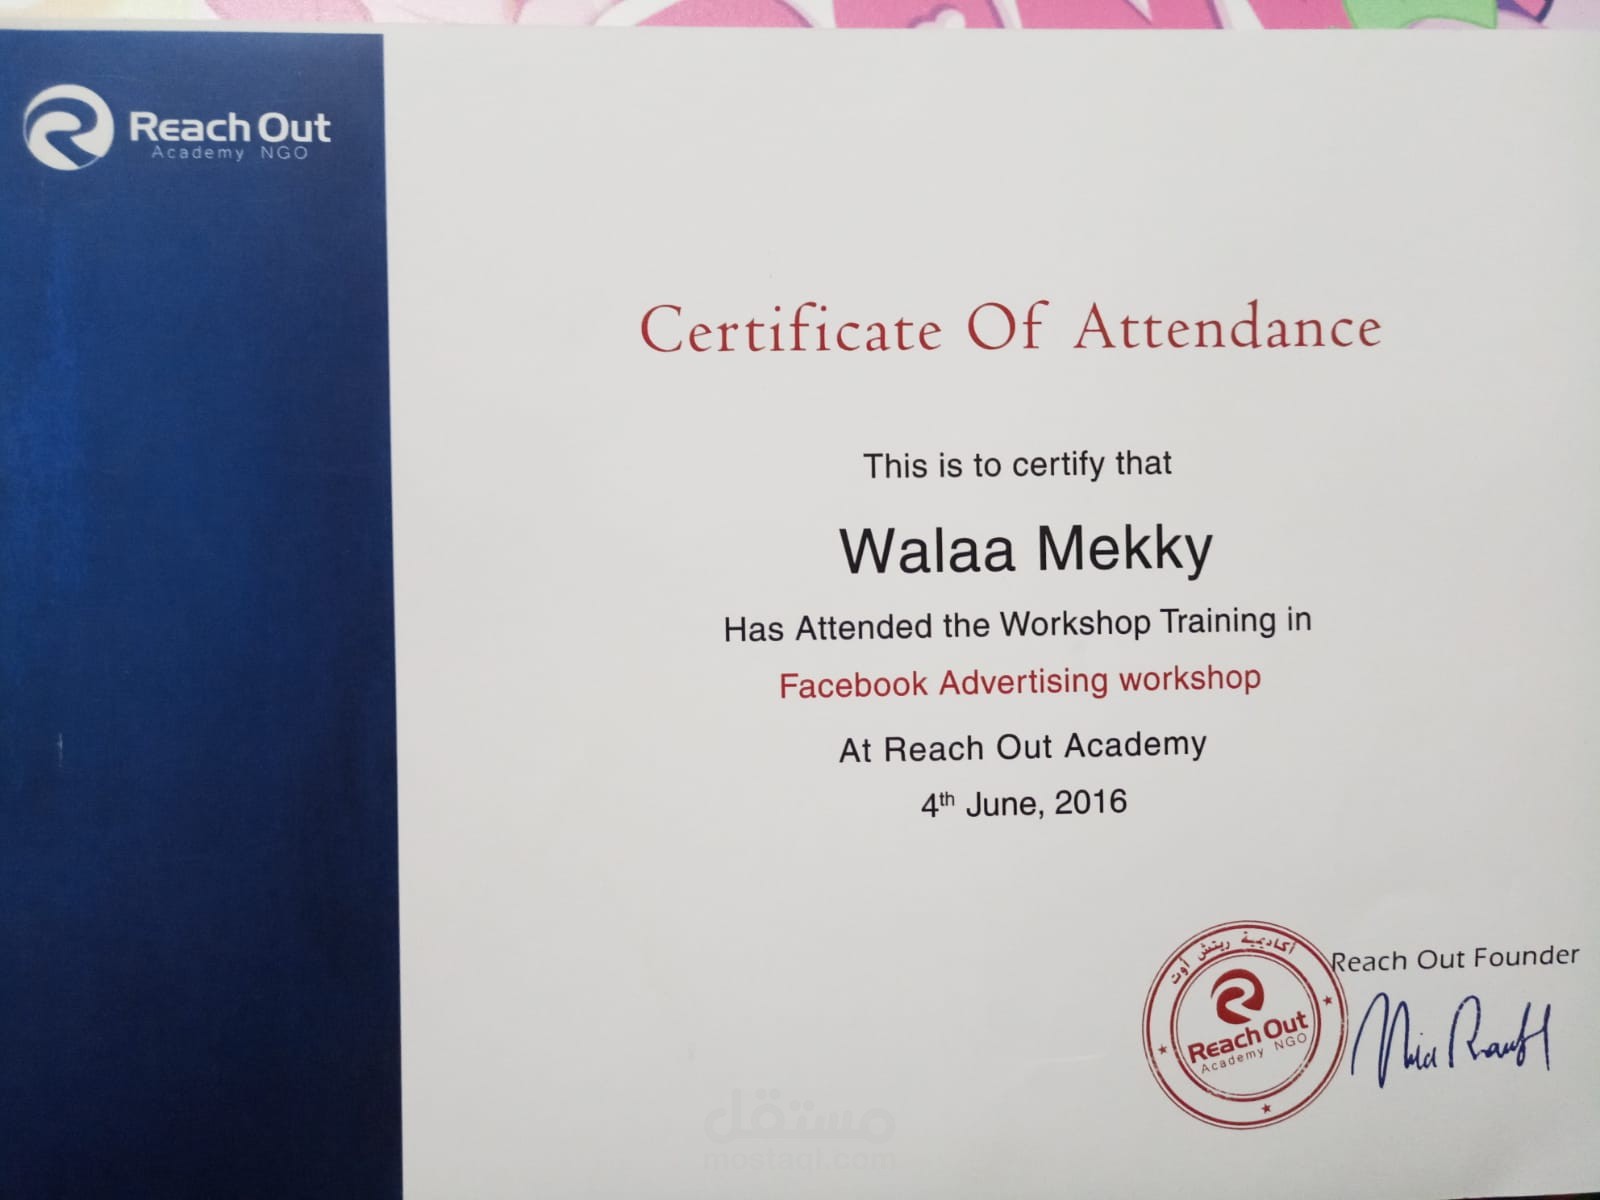 Reach Out
Academy NGO
Certificate Of Attendance
This is to certify that
Walaa Mekky
Has Attended the Workshop Training in
Facebook Advertising workshop
At Reach Out Academy
4th June, 2016
Reach Out Founder
أكاديمية ريتش أوت
Reach Out
Academy NGO
مستقل
mostaql.com